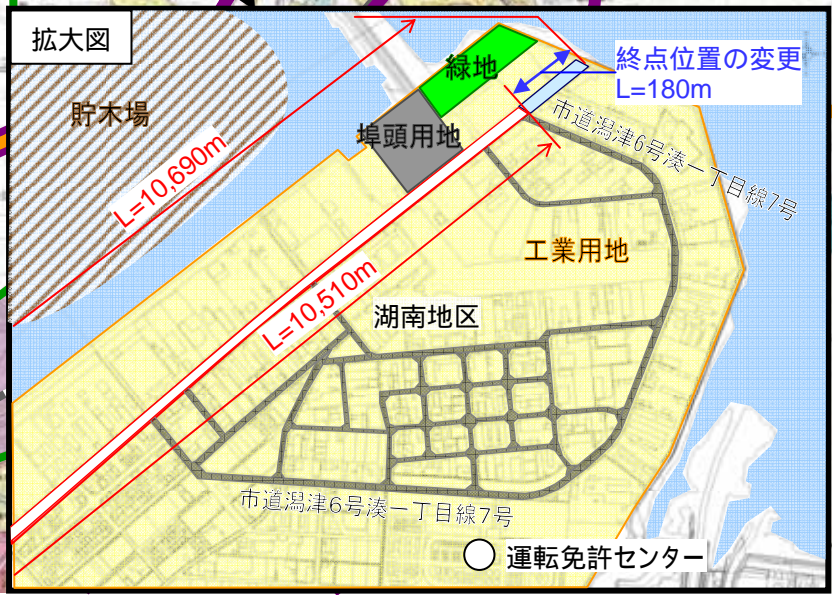 拡大図
貯木場
緑地
終点位置の変更
L=180m
埠頭用地
市道潟津6号湊一丁目線7号
L=10,690m
工業用地
L=10,510m
湖南地区
市道潟津6号湊一丁目線7号
運転免許センター